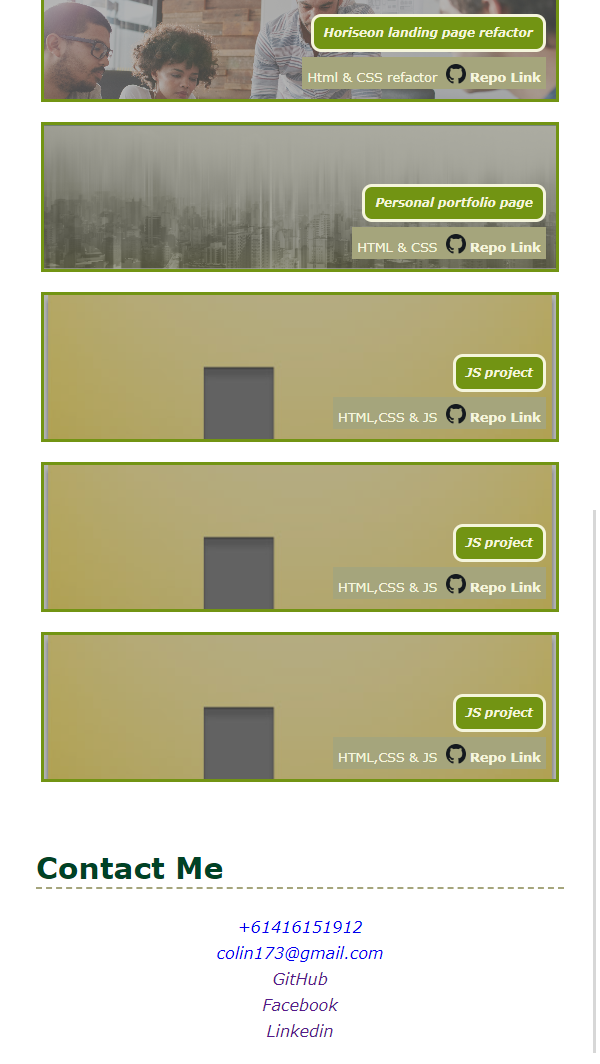 Horiseon landing page refactor
Html & CSS refactor Repo Link
Personal portfolio page
HTML & CSS Repo Link
JS project
HTML,CSS & JS Repo Link
JS project
HTML,CSS & JS Repo Link
JS project
HTML,CSS & JS Repo Link
Contact Me
+61416151912
colin173@gmail.com
GitHub
Facebook
Linkedin